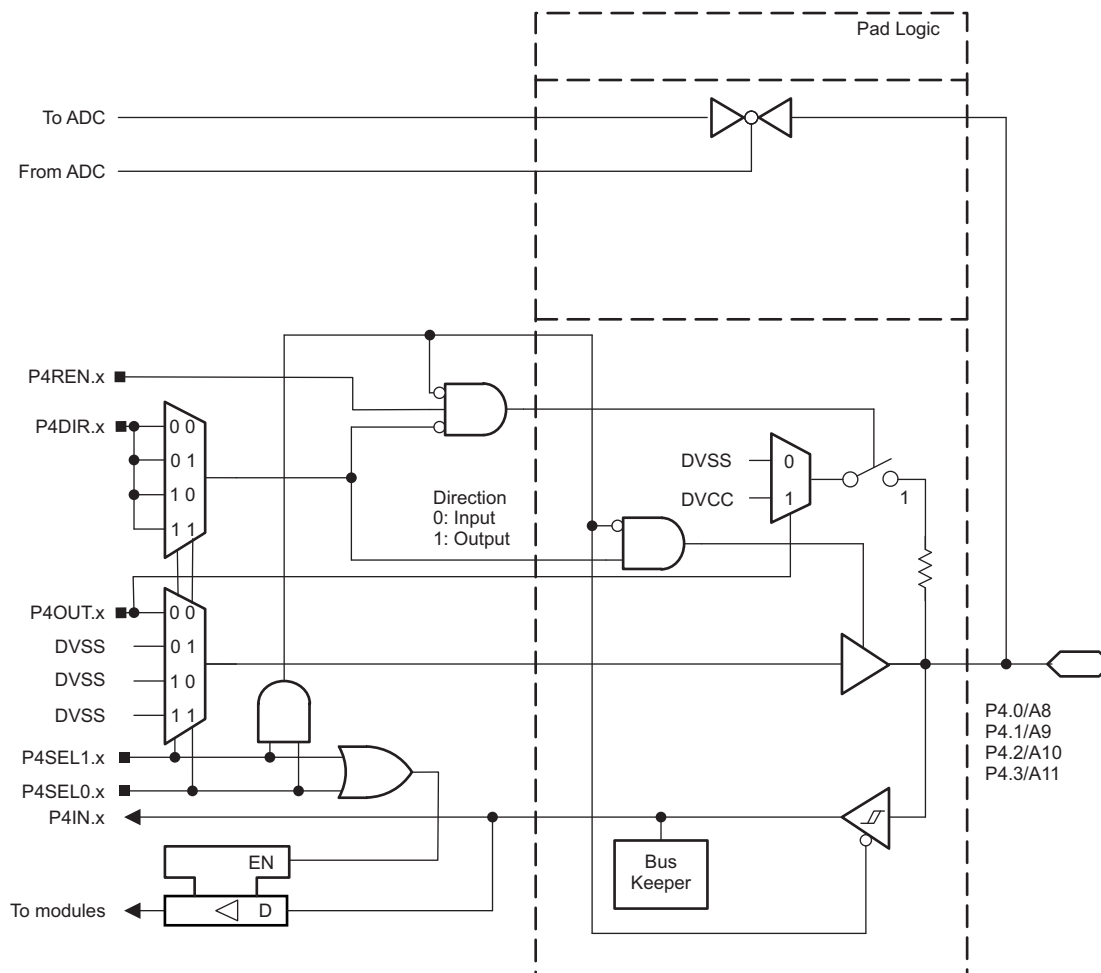 Pad Logic
To ADC
From ADC
P4REN.x
P4DIR.x
0 0
0 1
1 0
1 1
Direction
0: Input
1: Output
DVSS
0
DVCC
1
1
P4OUT.x
0 0
DVSS
0 1
DVSS
1 0
DVSS
1 1
P4.0/A8
P4.1/A9
P4.2/A10
P4.3/A11
P4SEL1.x
P4SEL0.x
P4IN.x
Bus
Keeper
EN
To modules
D